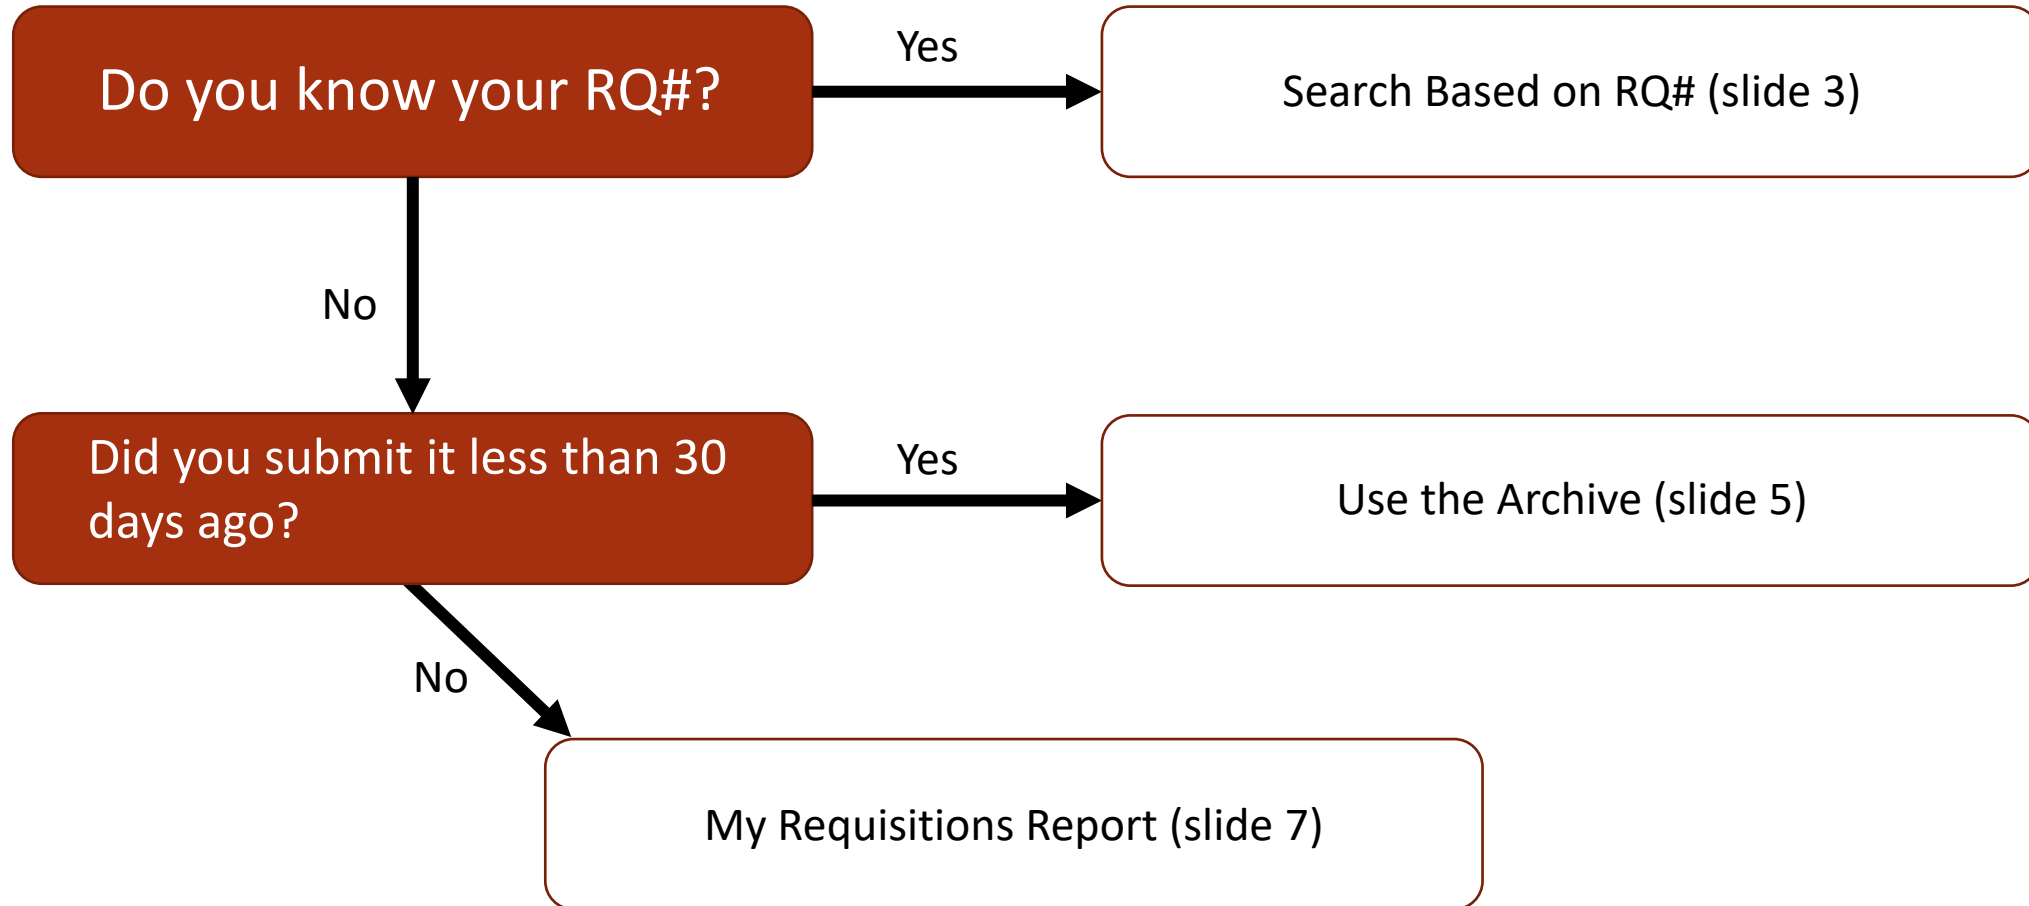 Do you know your RQ#?
Yes
Search Based on RQ# (slide 3)
No
Did you submit it less than 30
days ago?
Yes
Use the Archive (slide 5)
No
My Requisitions Report (slide 7)